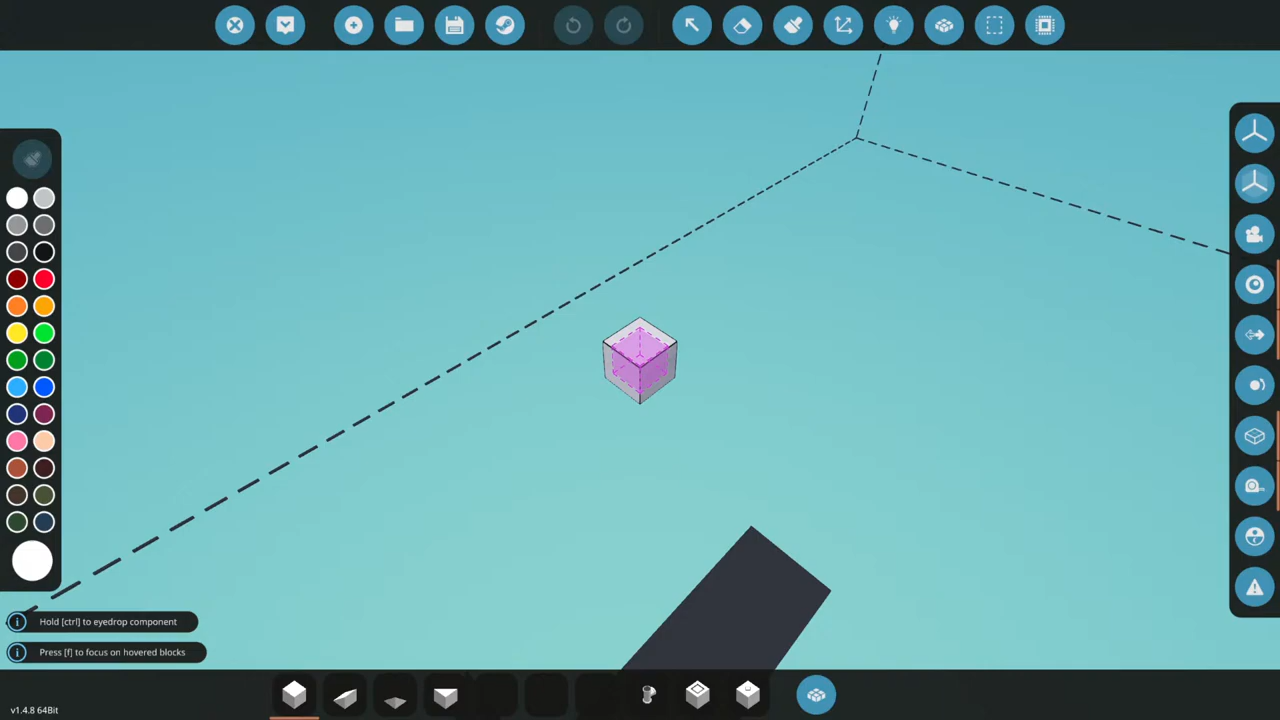 Hold [ctrl] to eyedrop component
Press [f] to focus on hovered blocks
v1.4.8 64Bit